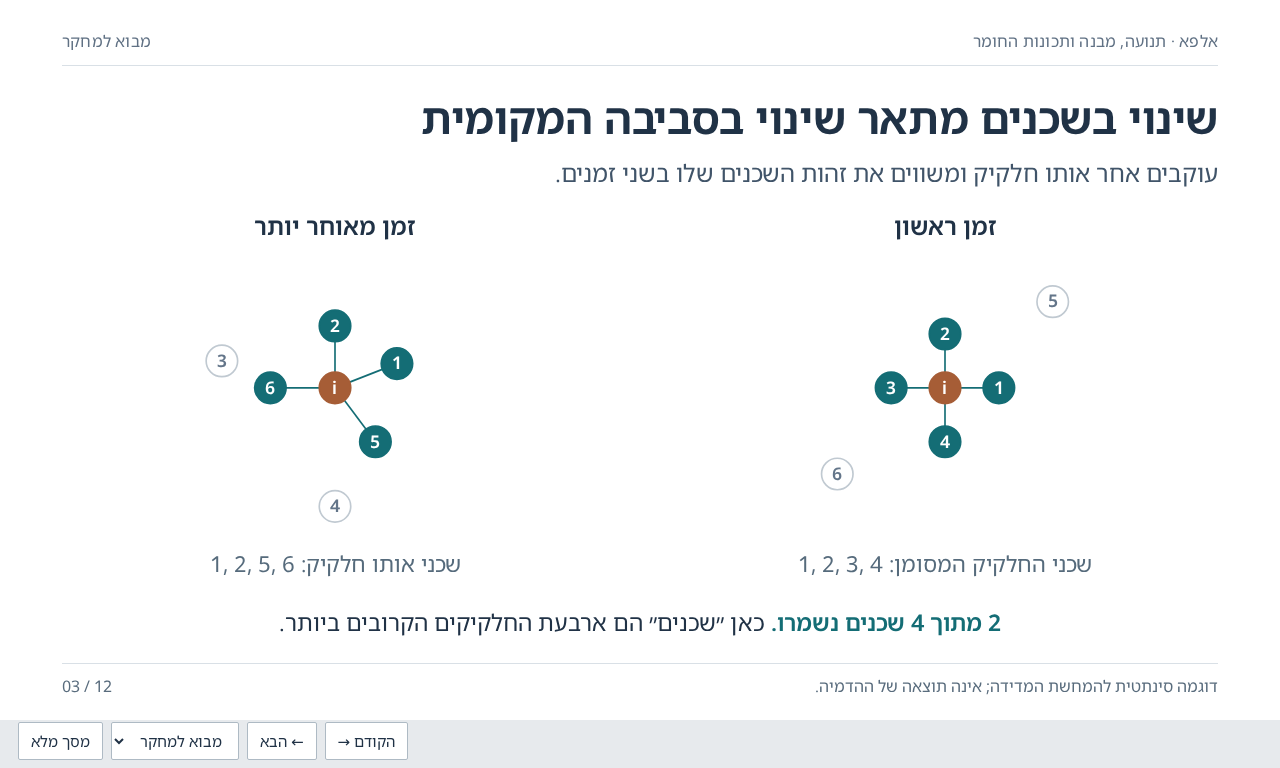 אלפא · תנועה, מבנה ותכונות החומר
מבוא למחקר
שינוי בשכנים מתאר שינוי בסביבה המקומית
עוקבים אחר אותו חלקיק ומשווים את זהות השכנים שלו בשני זמנים.
זמן ראשון
5
2
3
i
1
4
6
שכני החלקיק המסומן: 1, 2, 3, 4
זמן מאוחר יותר
2
3
1
6
i
5
4
שכני אותו חלקיק: 1, 2, 5, 6
2 מתוך 4 שכנים נשמרו. כאן ״שכנים״ הם ארבעת החלקיקים הקרובים ביותר.
דוגמה סינתטית להמחשת המדידה; אינה תוצאה של ההדמיה.
03 / 12
הקודם →
← הבא
מבוא למחקר
מסך מלא